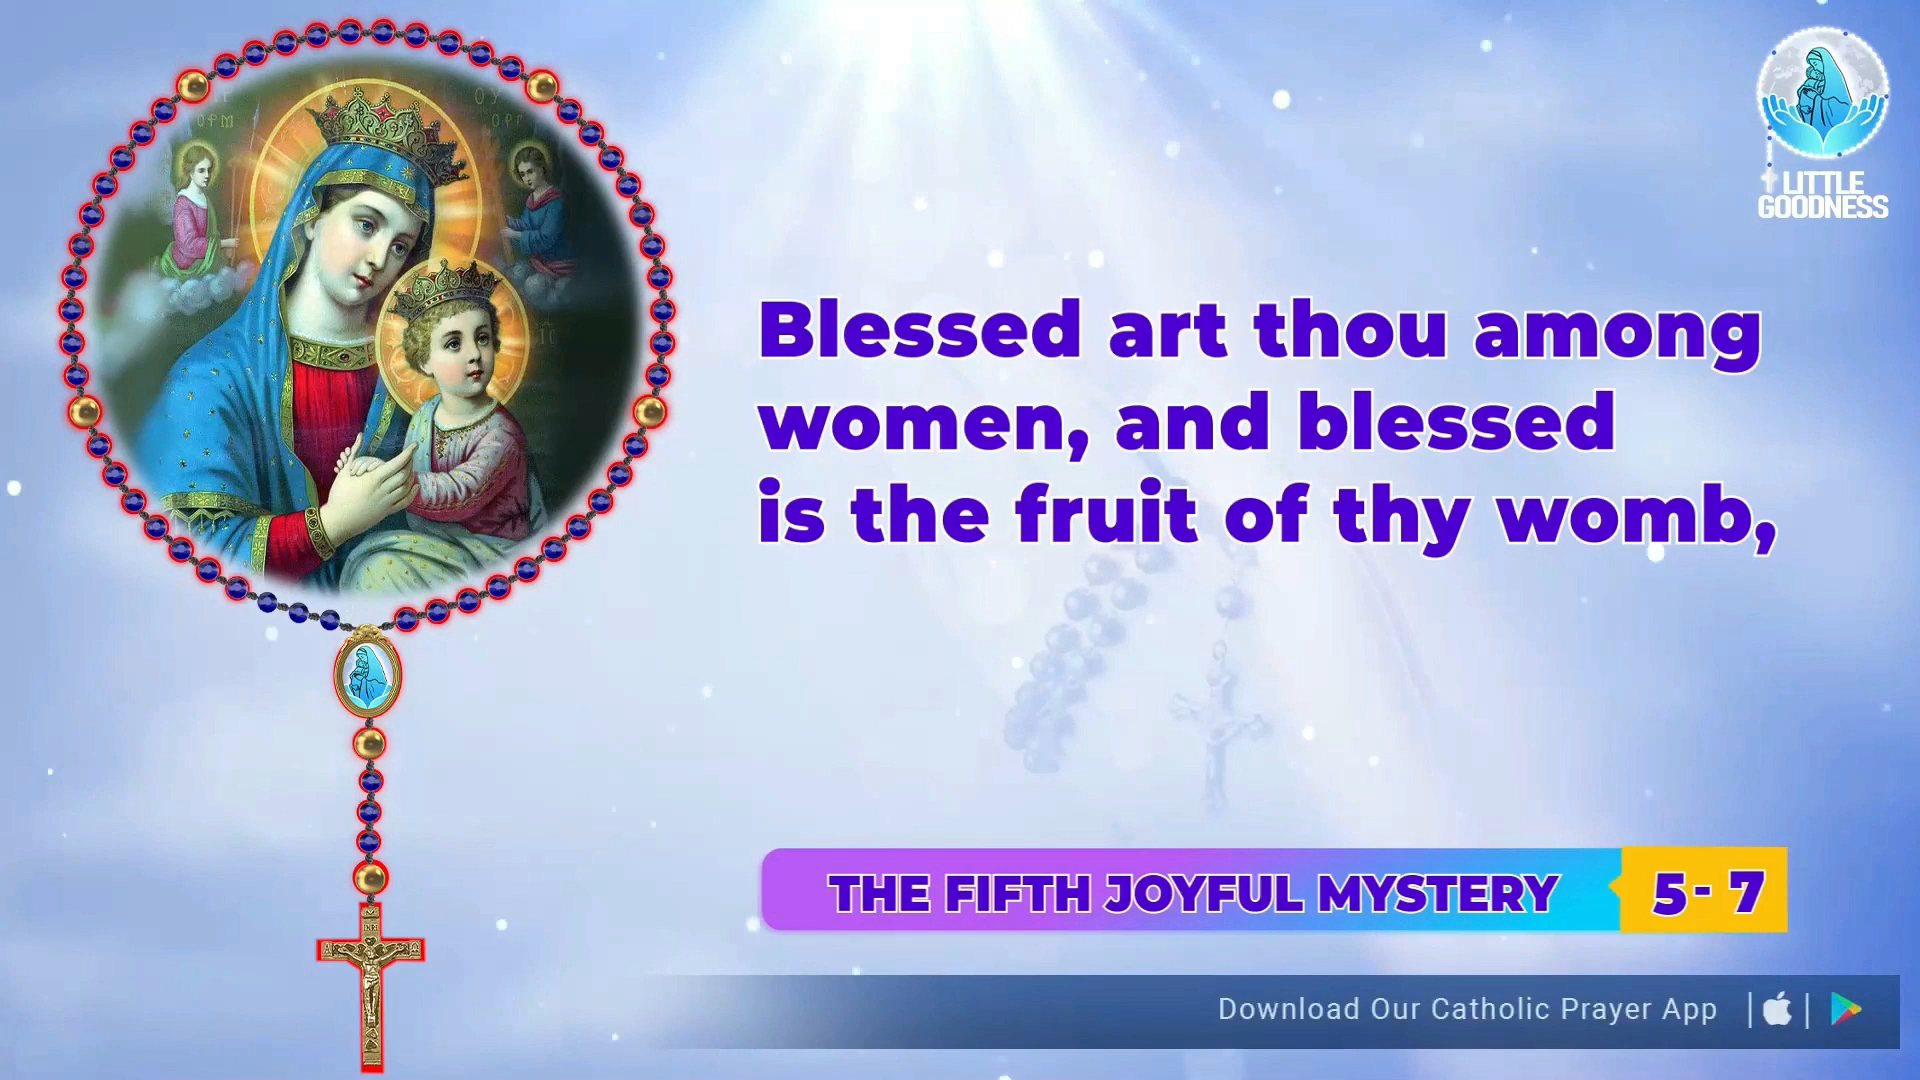 LITTLE
GOODNESS
Blessed art thou among
women, and blessed
is the fruit of thy womb,
THE FIFTH JOYFUL MYSTERY 5- 7
Download Our Catholic Prayer App
INRI